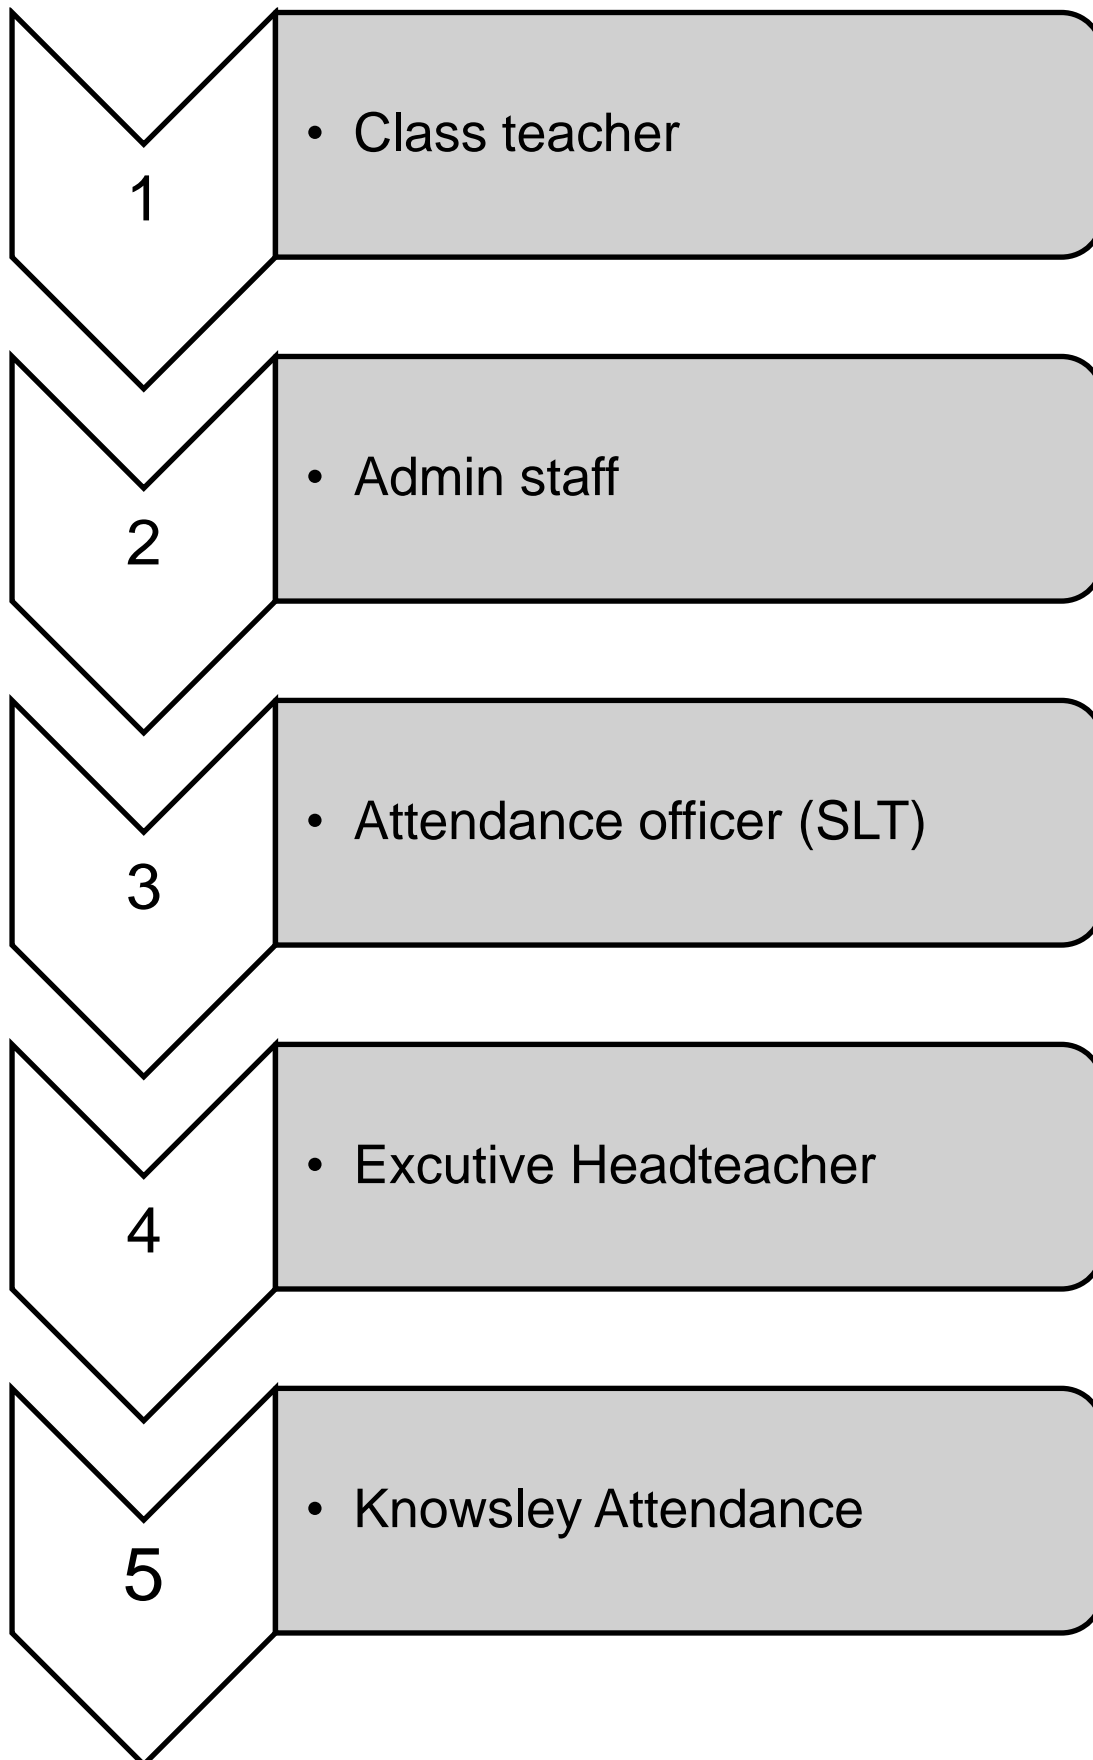 1
• Class teacher
2
• Admin staff
3
• Attendance officer (SLT)
4
• Excutive Headteacher
5
• Knowsley Attendance